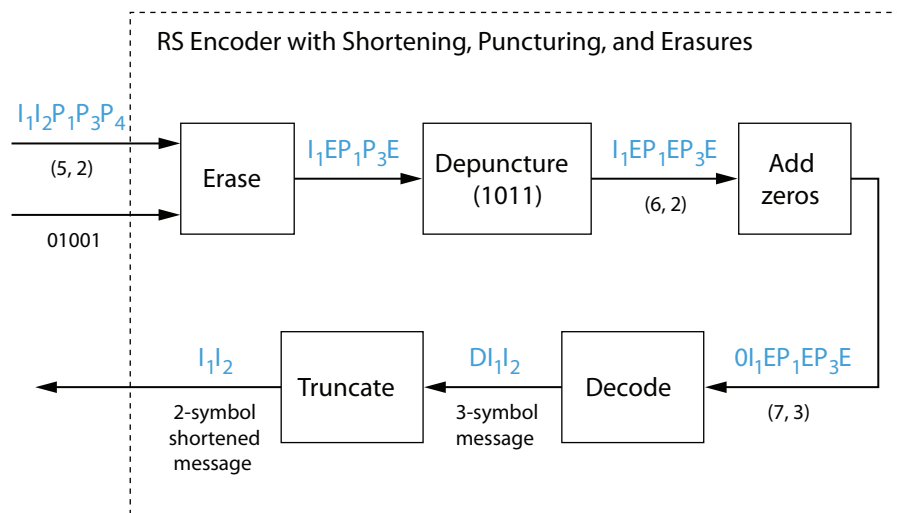 RS Encoder with Shortening, Puncturing, and Erasures
I₁I₂P₁P₃P₄
(5, 2)
01001
Erase
I₁EP₁P₃E
Depuncture
(1011)
I₁EP₁EP₃E
(6, 2)
Add
zeros
0I₁EP₁EP₃E
(7, 3)
Decode
DI₁I₂
3-symbol
message
Truncate
I₁I₂
2-symbol
shortened
message